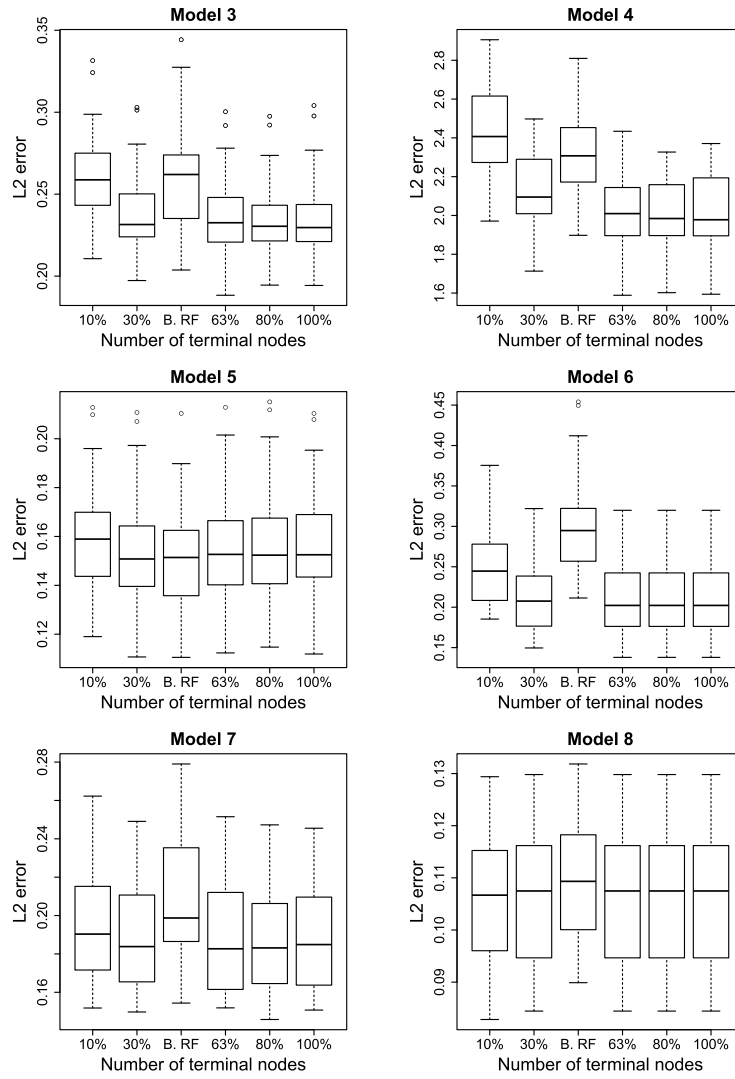 Model 3
0.35
0.30
0.25
0.20
L2 error
10% 30% B. RF 63% 80% 100%
Number of terminal nodes
Model 4
2.8
2.6
2.4
2.2
2.0
1.8
1.6
L2 error
10% 30% B. RF 63% 80% 100%
Number of terminal nodes
Model 5
0.20
0.18
0.16
0.14
0.12
L2 error
10% 30% B. RF 63% 80% 100%
Number of terminal nodes
Model 6
0.45
0.40
0.35
0.30
0.25
0.20
0.15
L2 error
10% 30% B. RF 63% 80% 100%
Number of terminal nodes
Model 7
0.28
0.24
0.20
0.16
L2 error
10% 30% B. RF 63% 80% 100%
Number of terminal nodes
Model 8
0.13
0.12
0.11
0.10
0.09
L2 error
10% 30% B. RF 63% 80% 100%
Number of terminal nodes